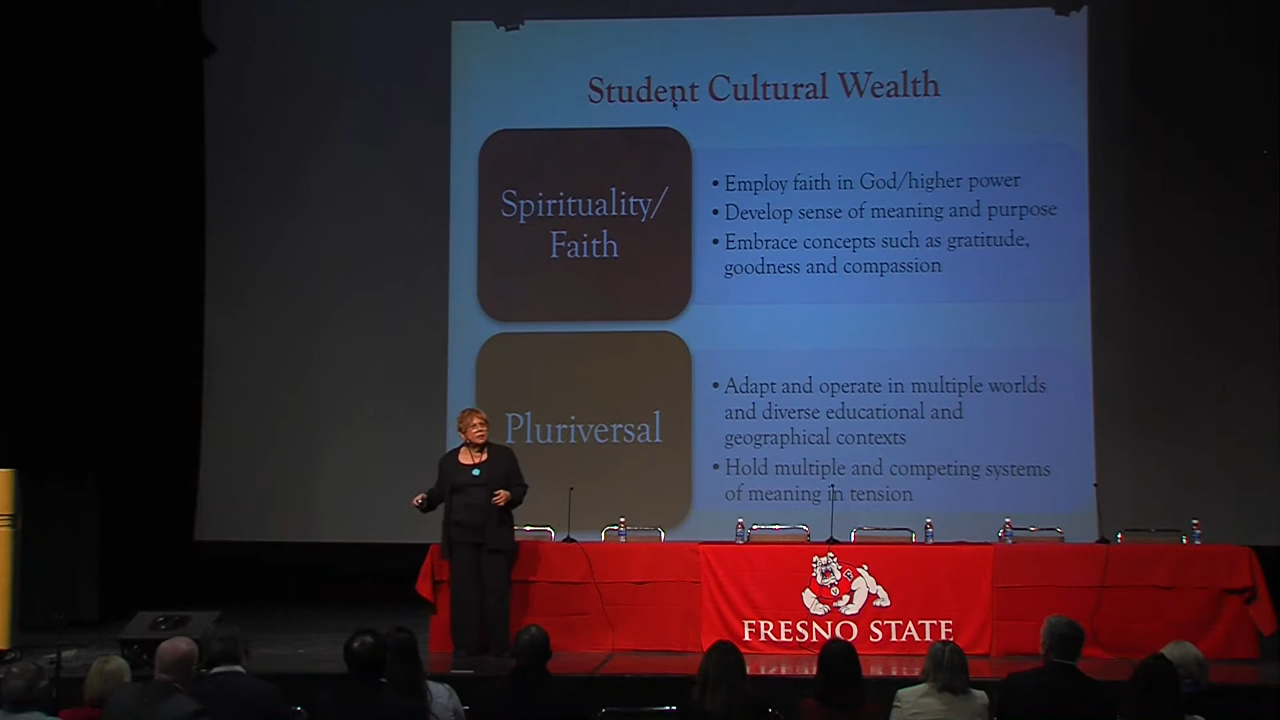 Student Cultural Wealth
Spirituality/
Faith
• Employ faith in God/higher power
• Develop sense of meaning and purpose
• Embrace concepts such as gratitude,
goodness and compassion
Pluriversal
• Adapt and operate in multiple worlds
and diverse educational and
geographical contexts
• Hold multiple and competing systems
of meaning in tension
FRESNO STATE